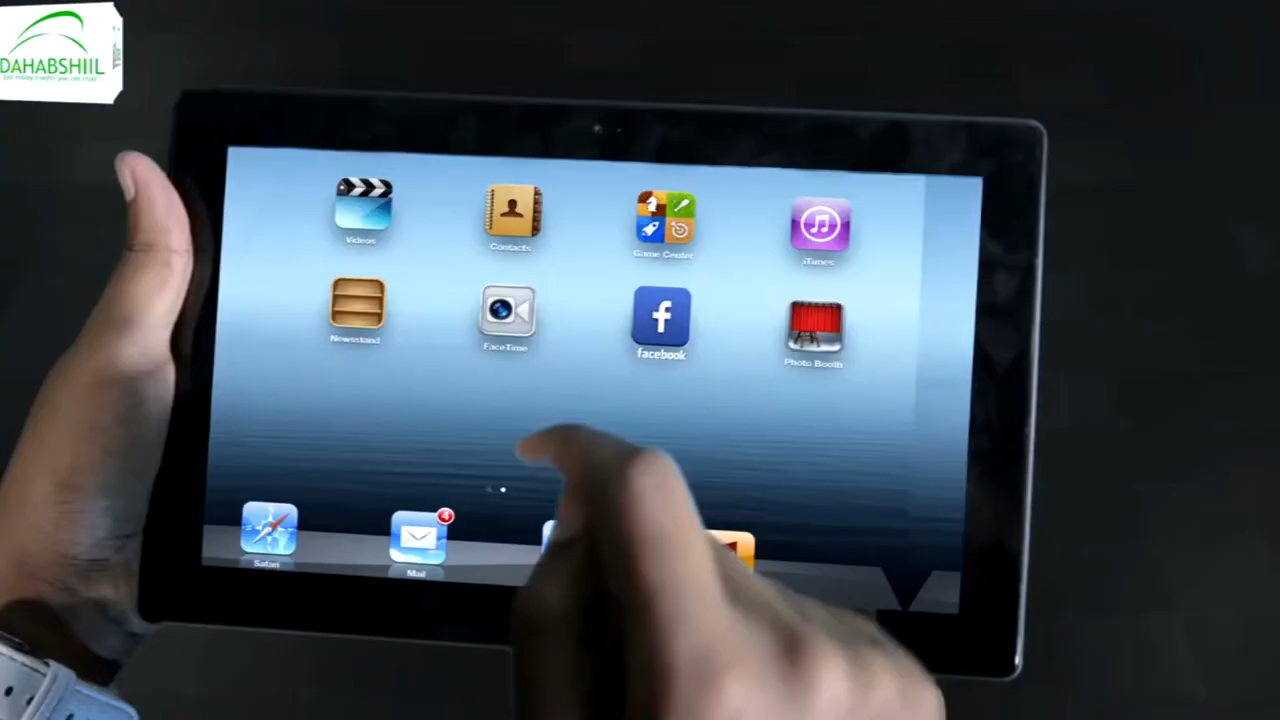 DAHABSHIIL
Videos
Contacts
Game Center
iTunes
Newsstand
FaceTime
facebook
Photo Booth
4
Safari
Mail